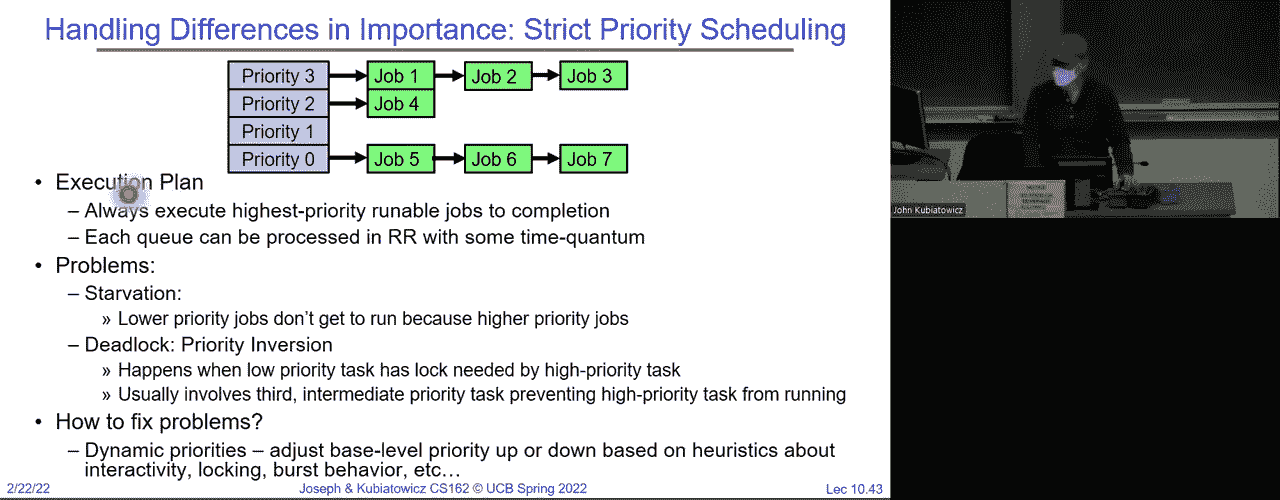 Handling Differences in Importance: Strict Priority Scheduling
Priority 3
Job 1
Job 2
Job 3
Priority 2
Job 4
Priority 1
Priority 0
Job 5
Job 6
Job 7
• Execution Plan
– Always execute highest-priority runable jobs to completion
– Each queue can be processed in RR with some time-quantum
• Problems:
– Starvation:
» Lower priority jobs don't get to run because higher priority jobs
– Deadlock: Priority Inversion
» Happens when low priority task has lock needed by high-priority task
» Usually involves third, intermediate priority task preventing high-priority task from running
• How to fix problems?
– Dynamic priorities – adjust base-level priority up or down based on heuristics about
interactivity, locking, burst behavior, etc…
2/22/22
Joseph & Kubiatowicz CS162 © UCB Spring 2022
Lec 10.43
John Kubiatowicz